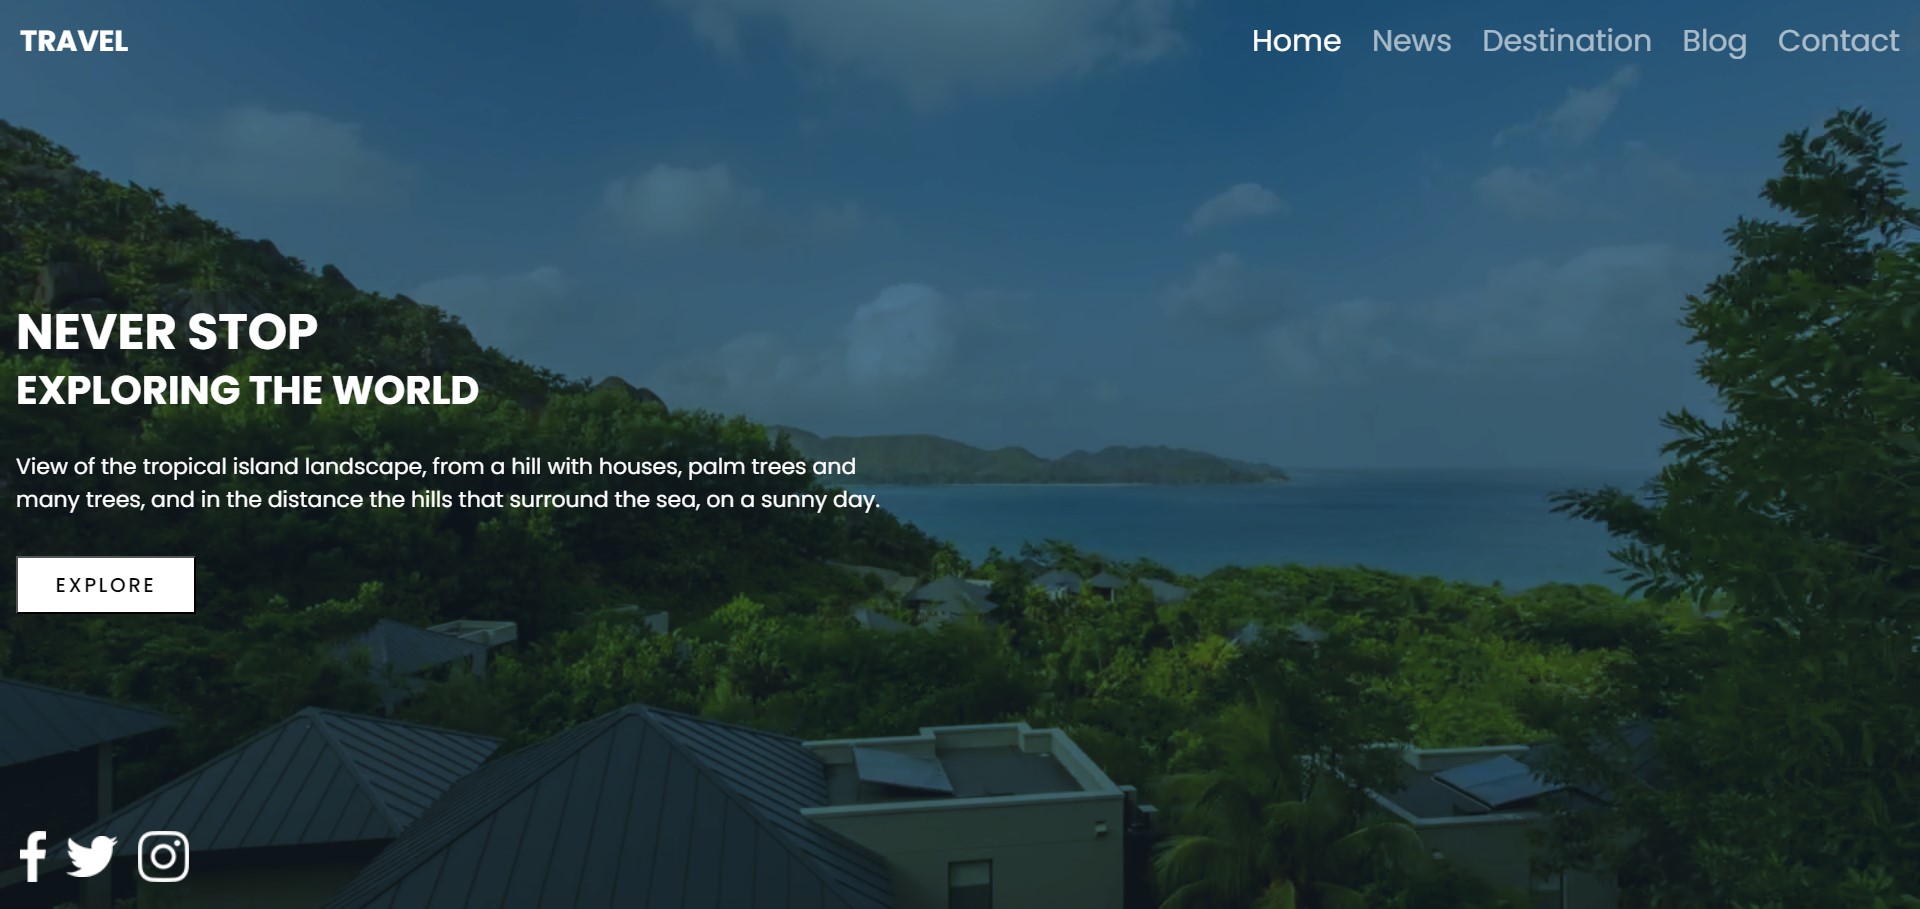 TRAVEL
Home News Destination Blog Contact
NEVER STOP
EXPLORING THE WORLD
View of the tropical island landscape, from a hill with houses, palm trees and
many trees, and in the distance the hills that surround the sea, on a sunny day.
EXPLORE